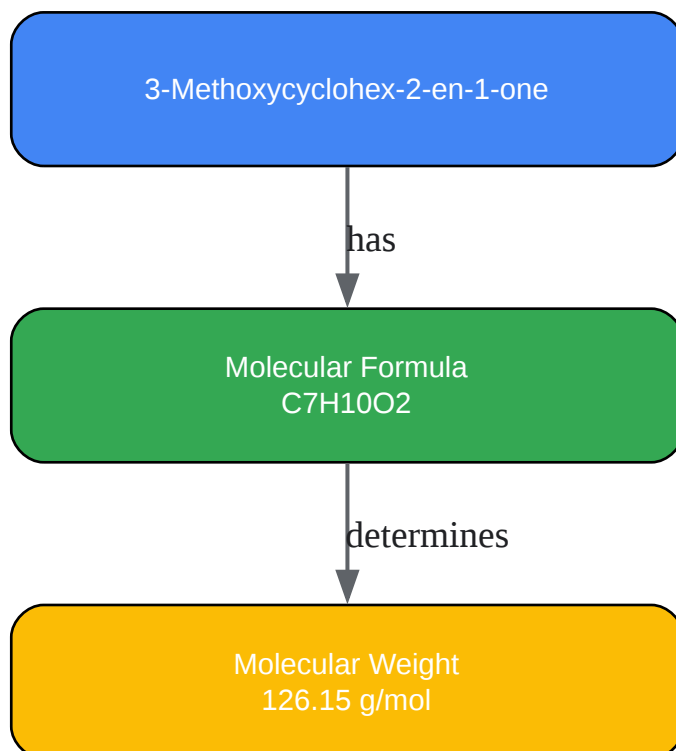 3-Methoxycyclohex-2-en-1-one
has
Molecular Formula
C7H10O2
determines
Molecular Weight
126.15 g/mol